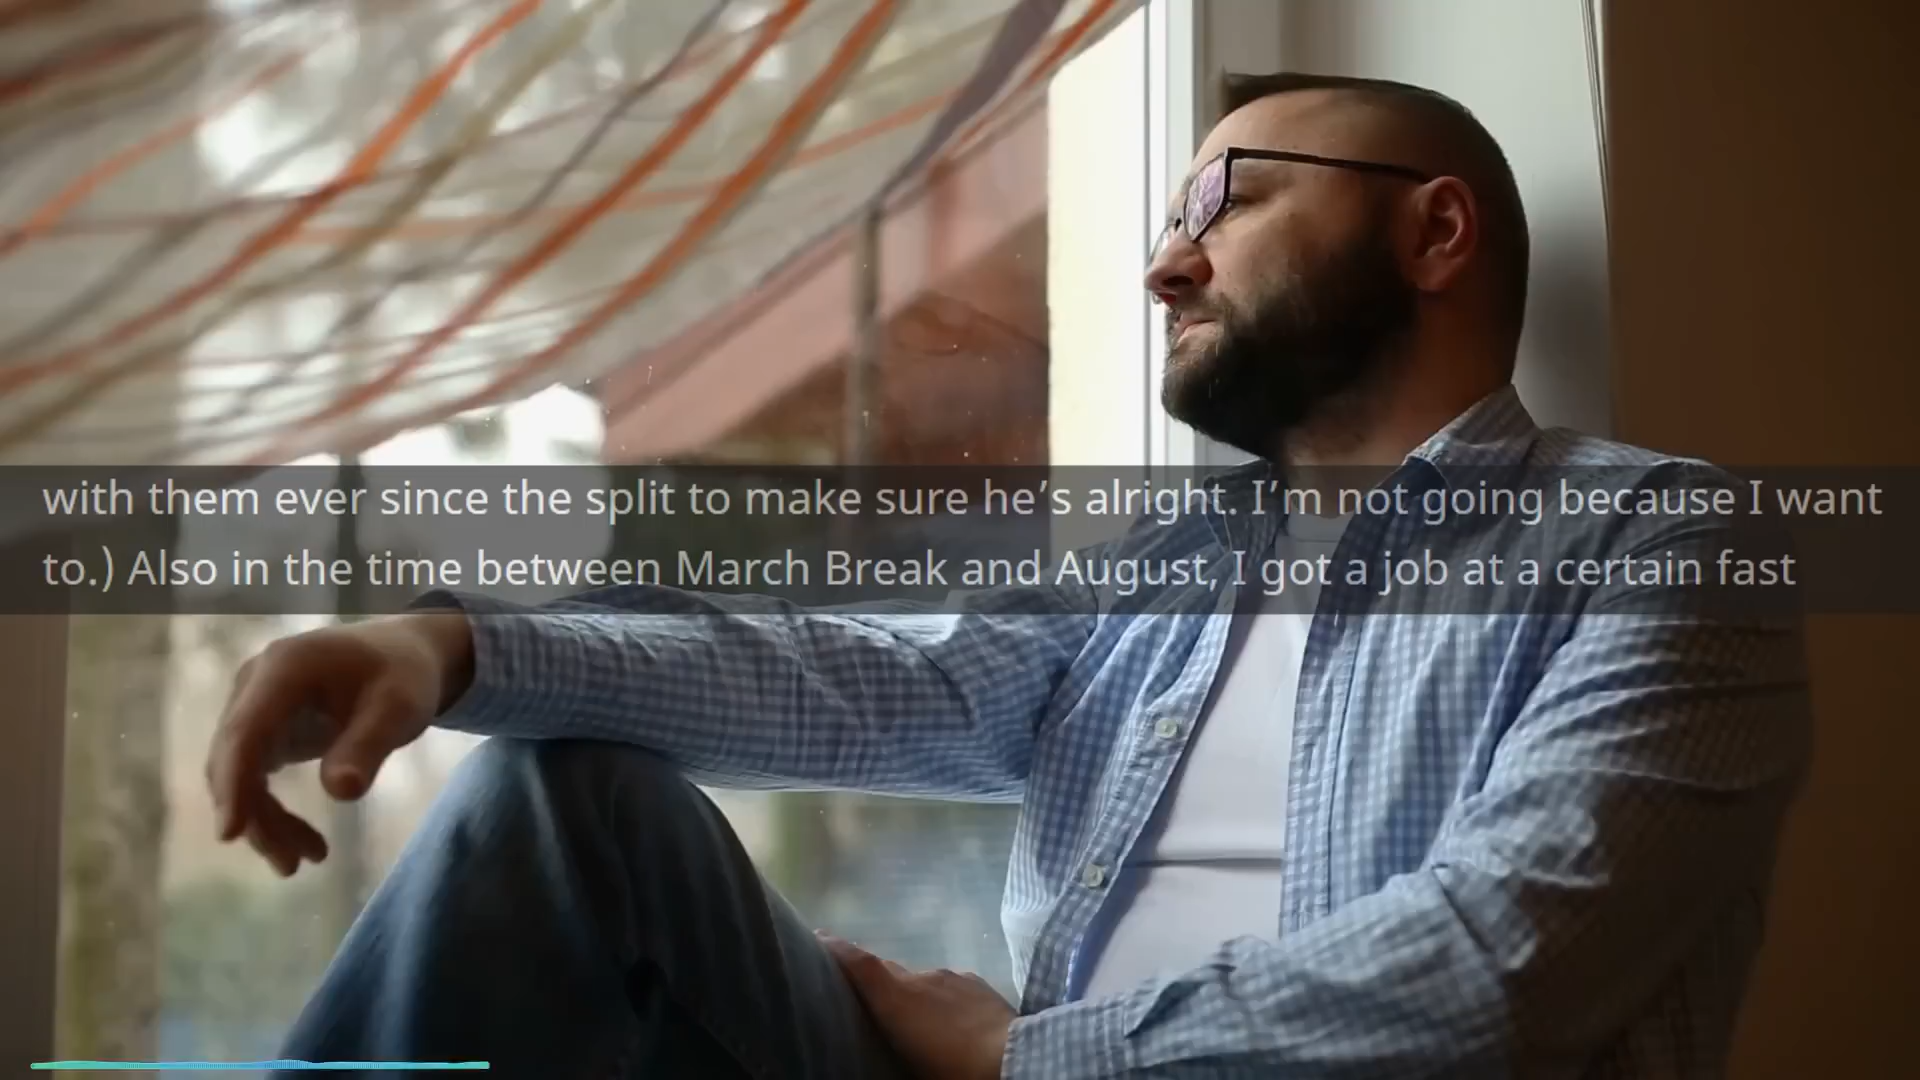 with them ever since the split to make sure he’s alright. I’m not going because I want
to.) Also in the time between March Break and August, I got a job at a certain fast